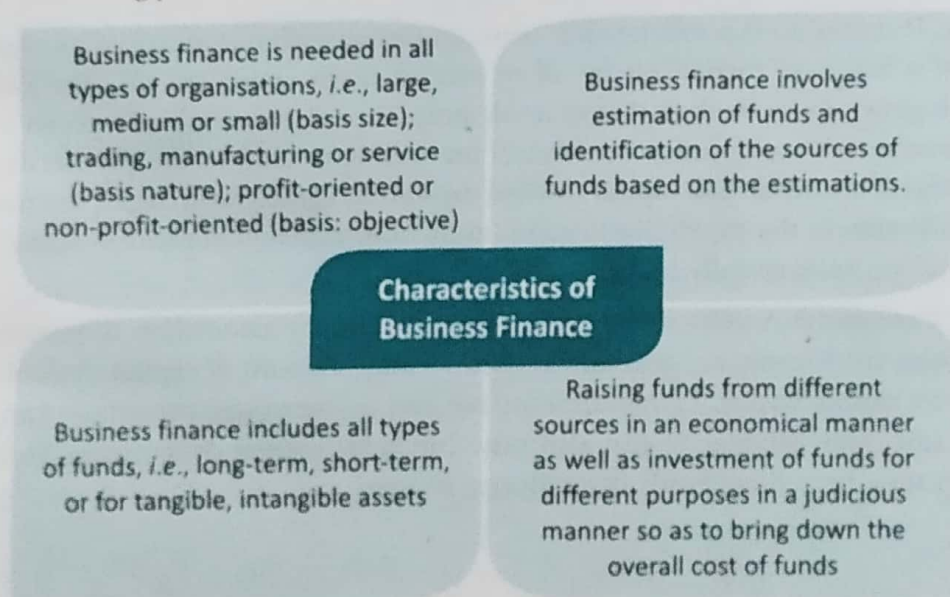 Business finance is needed in all
types of organisations, i.e., large,
medium or small (basis size);
trading, manufacturing or service
(basis nature); profit-oriented or
non-profit-oriented (basis: objective)
Business finance involves
estimation of funds and
identification of the sources of
funds based on the estimations.
Characteristics of
Business Finance
Business finance includes all types
of funds, i.e., long-term, short-term,
or for tangible, intangible assets
Raising funds from different
sources in an economical manner
as well as investment of funds for
different purposes in a judicious
manner so as to bring down the
overall cost of funds